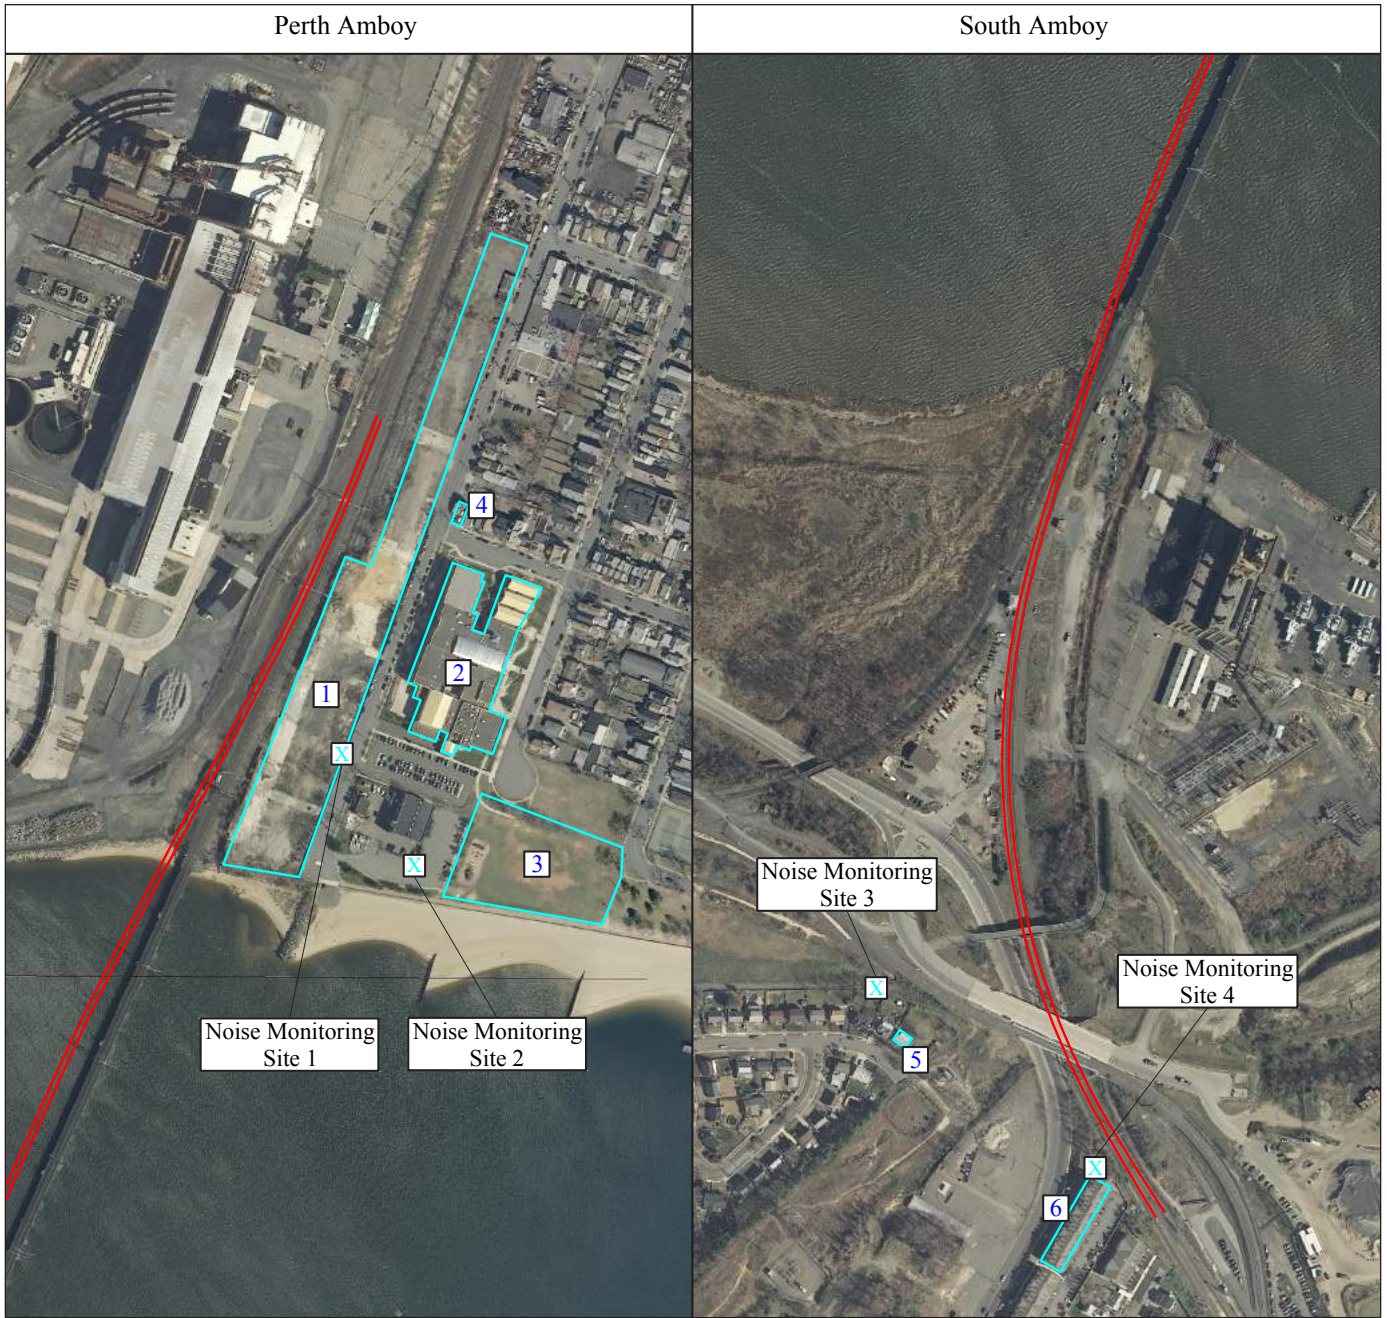 Perth Amboy
South Amboy
4
2
1
X
3
X
Noise Monitoring
Site 1
Noise Monitoring
Site 2
Noise Monitoring
Site 3
X
5
Noise Monitoring
Site 4
X
6